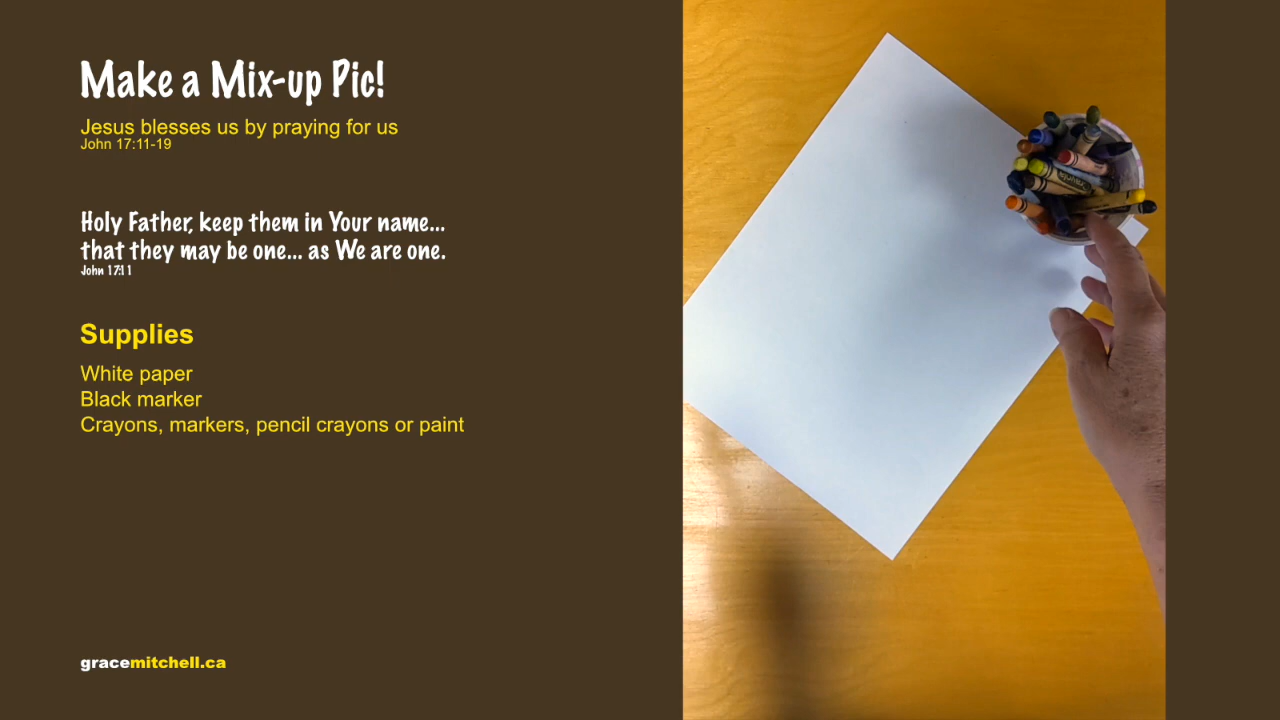 Make a Mix-up Pic!
Jesus blesses us by praying for us
John 17:11-19
Holy Father, keep them in Your name...
that they may be one... as We are one.
John 17:11
Supplies
White paper
Black marker
Crayons, markers, pencil crayons or paint
gracemitchell.ca